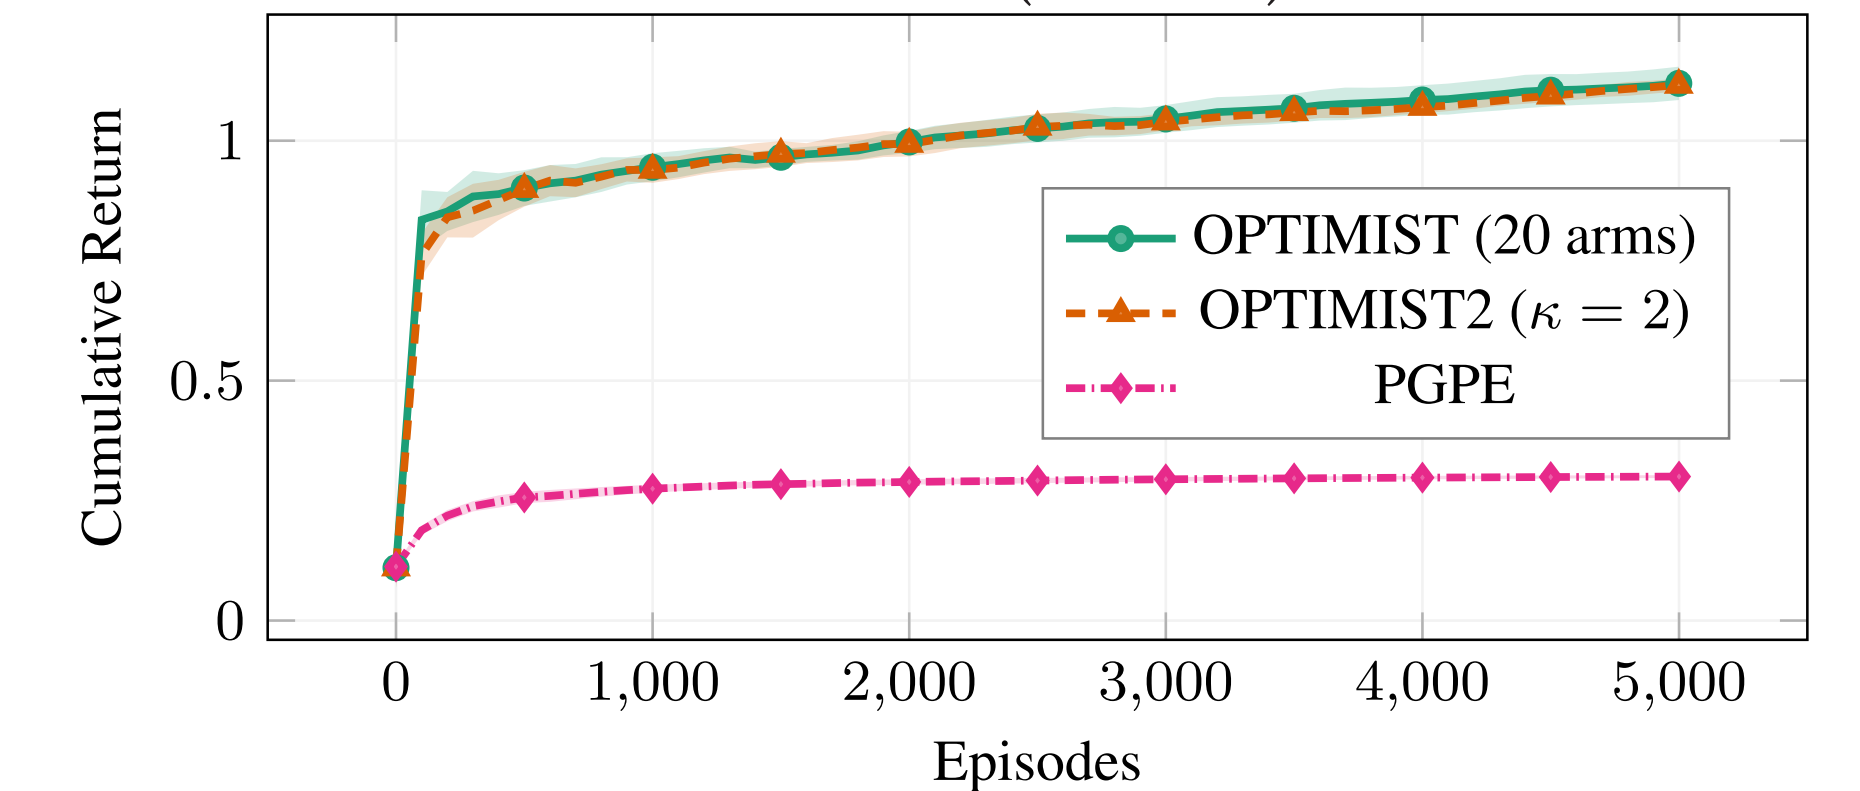 Cumulative Return
1
0.5
0
OPTIMIST (20 arms)
OPTIMIST2 (κ = 2)
PGPE
0 1,000 2,000 3,000 4,000 5,000
Episodes